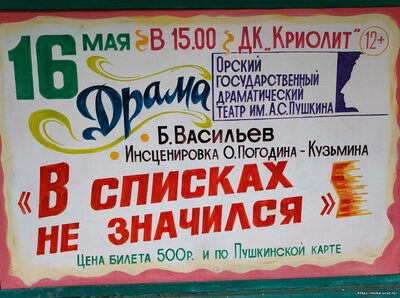 16 МАЯ В 15.00 ДК „Криолит" 12+
Драма
Орский
государственный
драматический
театр им. А.С.Пушкина
• Б.Васильев
• Инсценировка О.Погодина-Кузьмина
«В СПИСКАХ
НЕ ЗНАЧИЛСЯ»
Цена билета 500р. и по Пушкинской карте